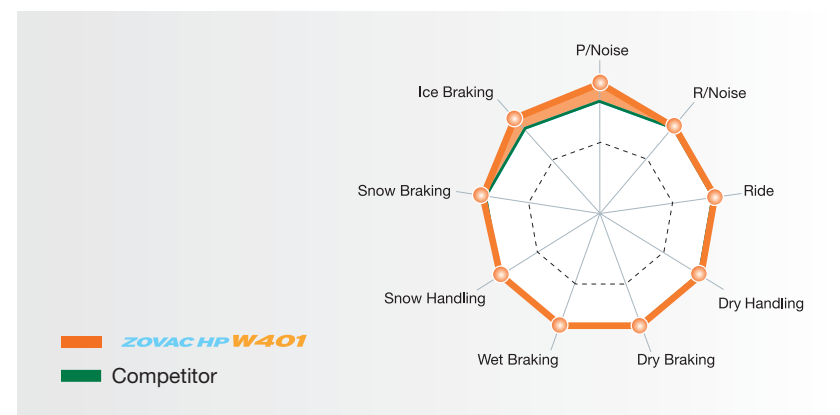 P/Noise
Ice Braking
R/Noise
Snow Braking
Ride
Snow Handling
Dry Handling
Wet Braking
Dry Braking
ZOVAC HP W401
Competitor